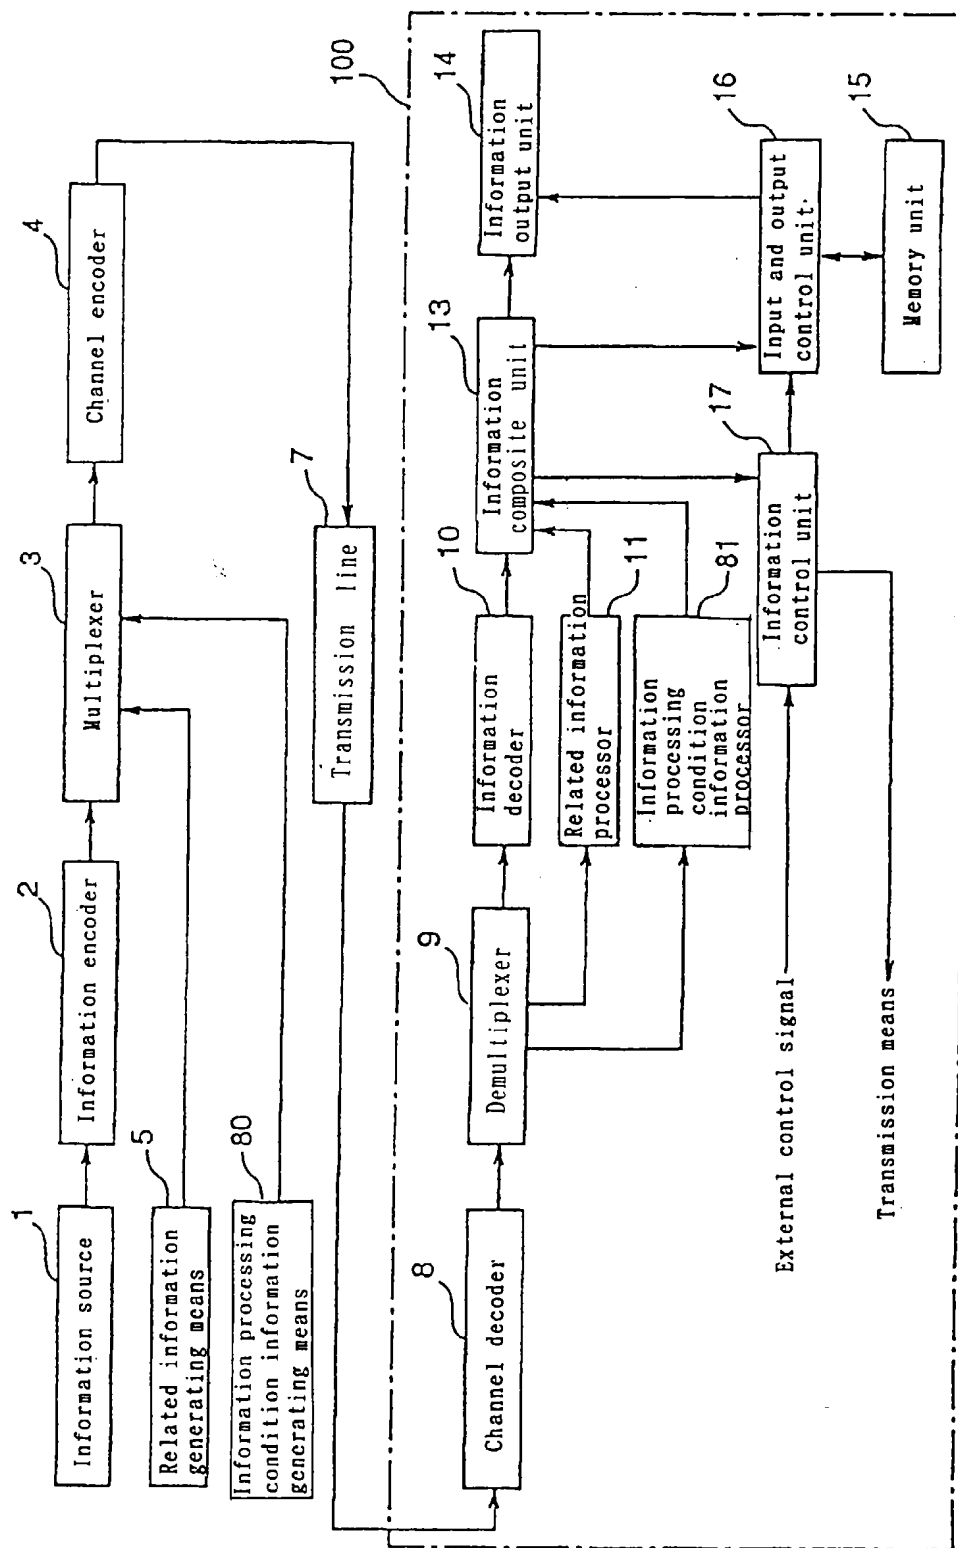 1
Information source
2
Information encoder
3
Multiplexer
4
Channel encoder
5
Related information
generating means
80
Information processing
condition information
generating means
7
Transmission line
100
8
Channel decoder
9
Demultiplexer
10
Information
decoder
11
Related information
processor
81
Information
processing
condition
information
processor
13
Information
composite unit
14
Information
output unit
17
Information
control unit
16
Input and output
control unit
15
Memory unit
External control signal
Transmission means